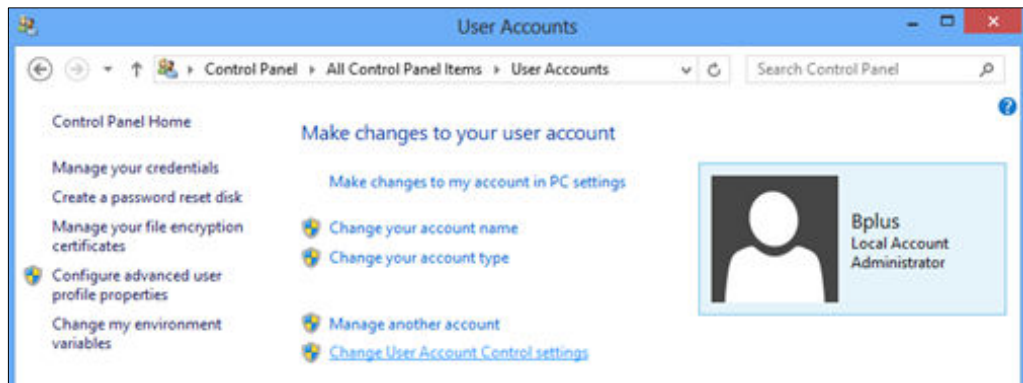 User Accounts
Control Panel All Control Panel Items User Accounts
Search Control Panel
Control Panel Home
Manage your credentials
Create a password reset disk
Manage your file encryption
certificates
Configure advanced user
profile properties
Change my environment
variables
Make changes to your user account
Make changes to my account in PC settings
Change your account name
Change your account type
Manage another account
Change User Account Control settings
Bplus
Local Account
Administrator